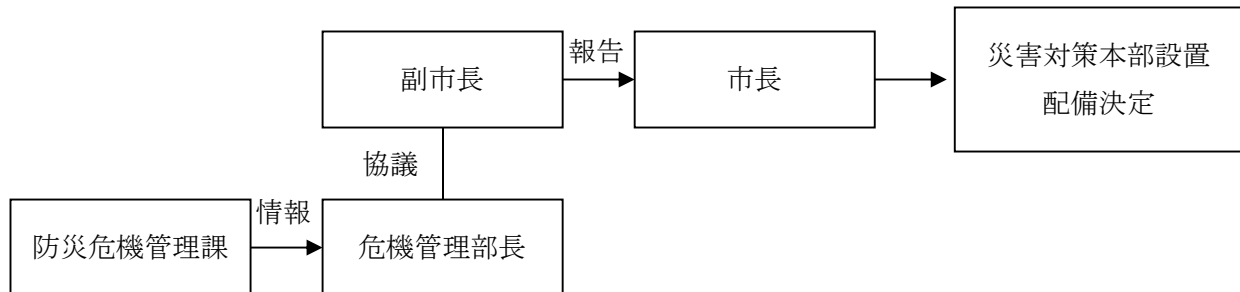 副市長
報告
市長
災害対策本部設置
配備決定
協議
防災危機管理課
情報
危機管理部長